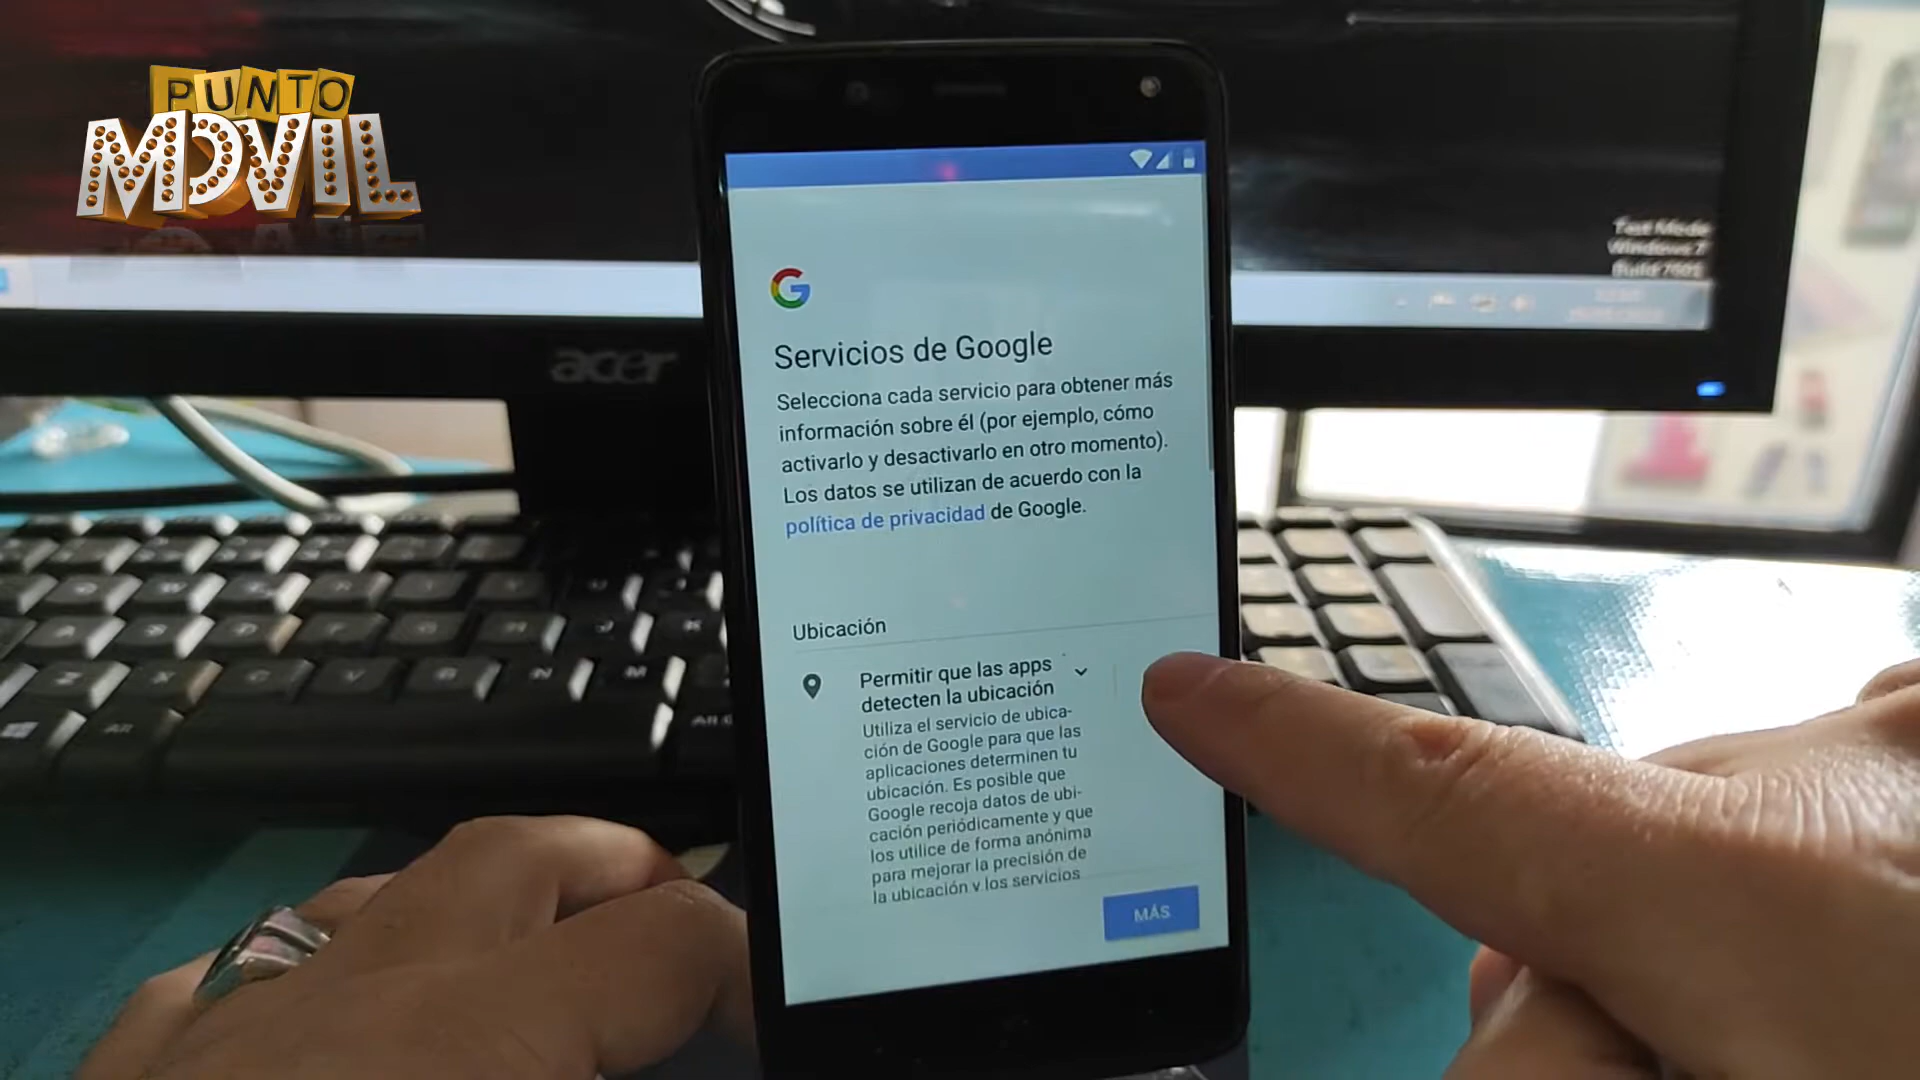 PUNTO
MOVIL
Test Mode
Windows 7
Build 7601
acer
Servicios de Google
Selecciona cada servicio para obtener más
información sobre él (por ejemplo, cómo
activarlo y desactivarlo en otro momento).
Los datos se utilizan de acuerdo con la
política de privacidad de Google.
Ubicación
Permitir que las apps
detecten la ubicación
Utiliza el servicio de ubica-
ción de Google para que las
aplicaciones determinen tu
ubicación. Es posible que
Google recoja datos de ubi-
cación periódicamente y que
los utilice de forma anónima
para mejorar la precisión de
la ubicación y los servicios
MÁS